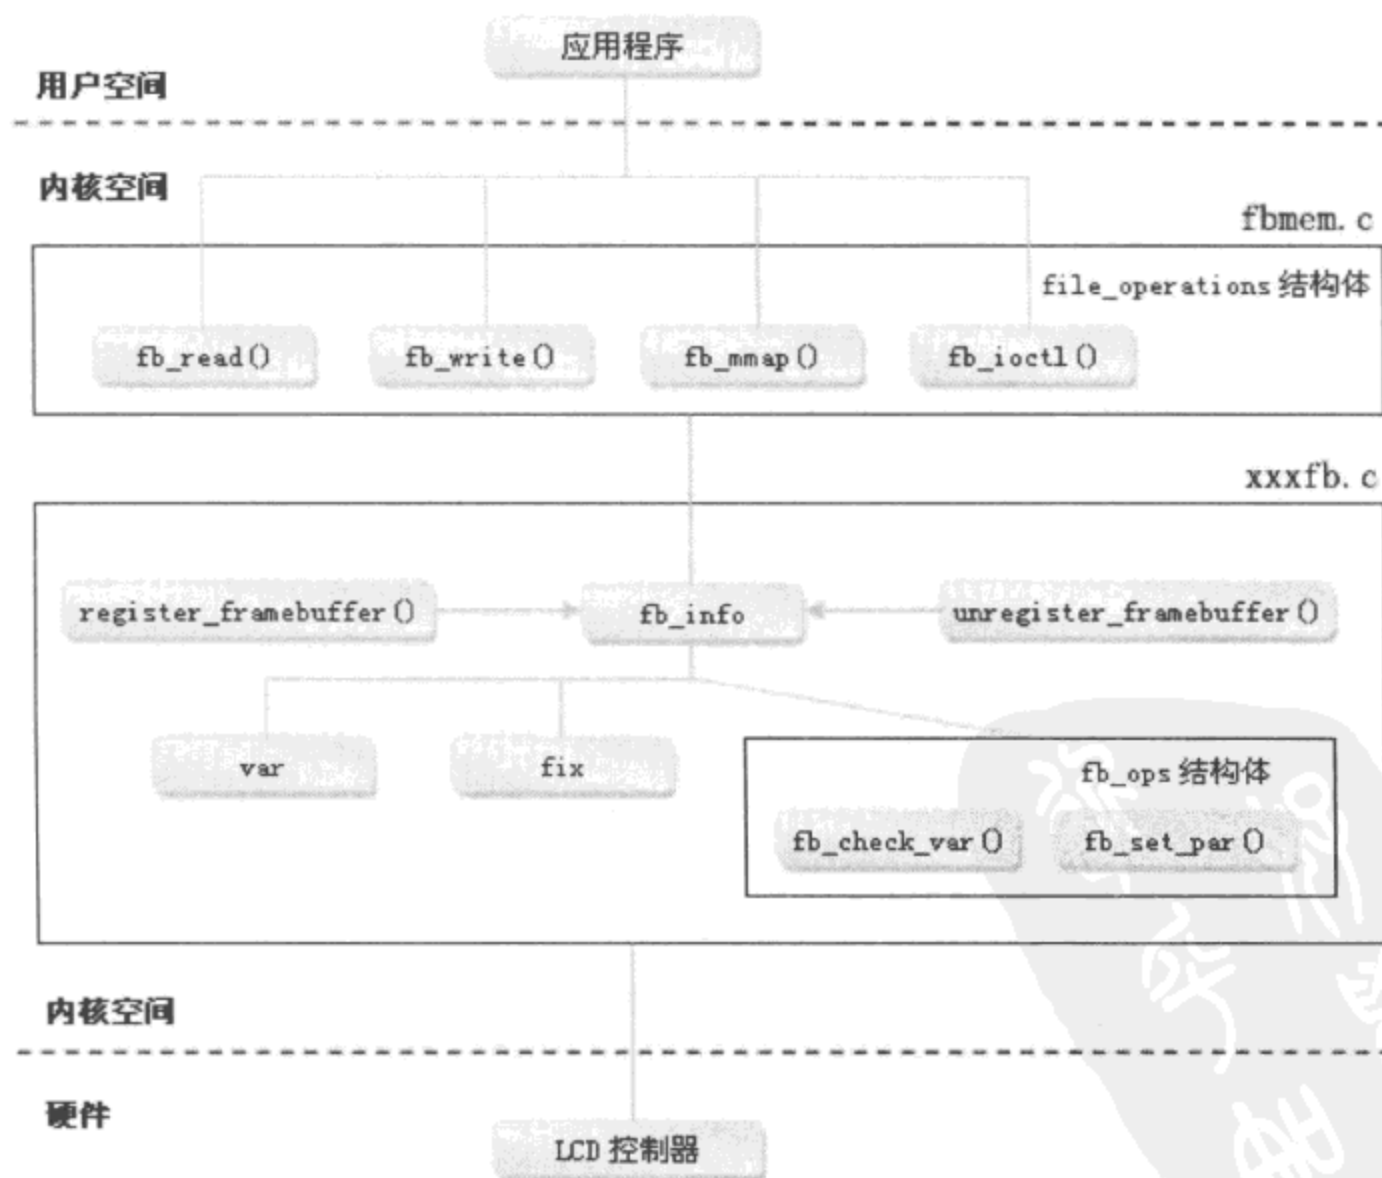 应用程序
用户空间
内核空间
fbmem.c
file_operations 结构体
fb_read()
fb_write()
fb_mmap()
fb_ioctl()
xxxfb.c
register_framebuffer()
fb_info
unregister_framebuffer()
var
fix
fb_ops 结构体
fb_check_var()
fb_set_par()
内核空间
硬件
LCD 控制器